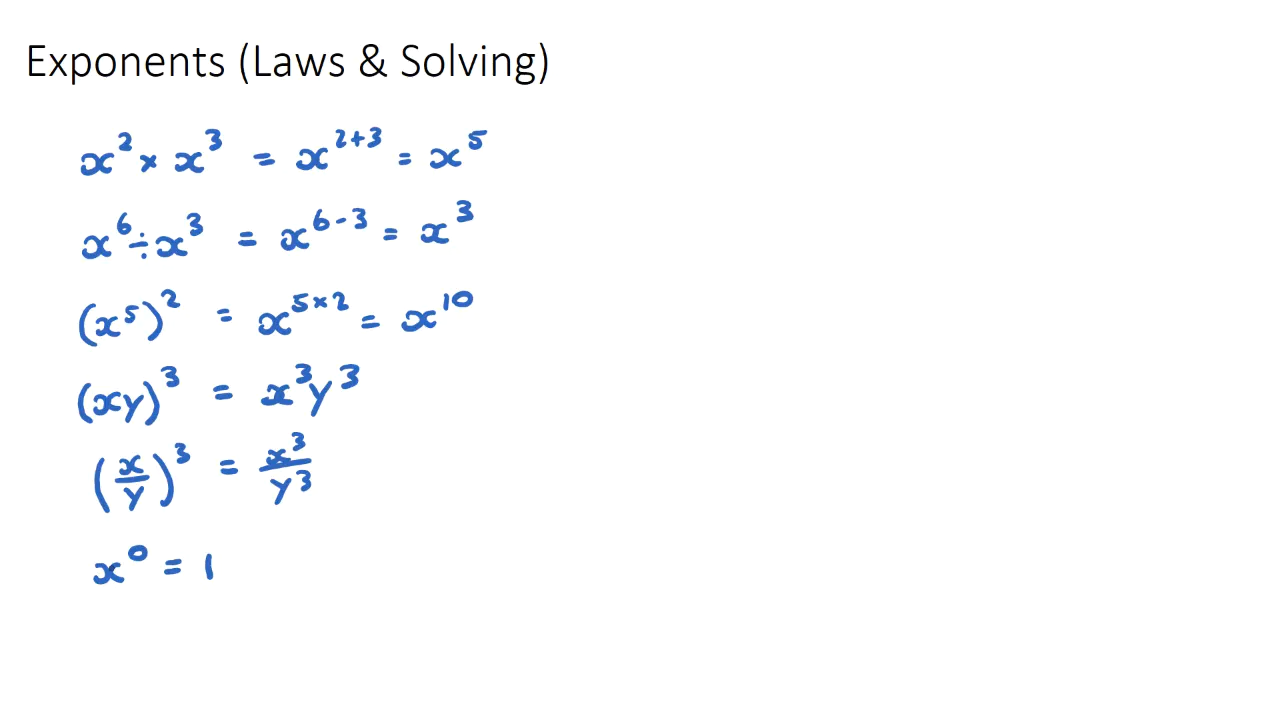 Exponents (Laws & Solving)
x² × x³ = x²⁺³ = x⁵
x⁶ ÷ x³ = x⁶⁻³ = x³
(x⁵)² = x⁵ˣ² = x¹⁰
(xy)³ = x³y³
(x/y)³ = x³/y³
x⁰ = 1